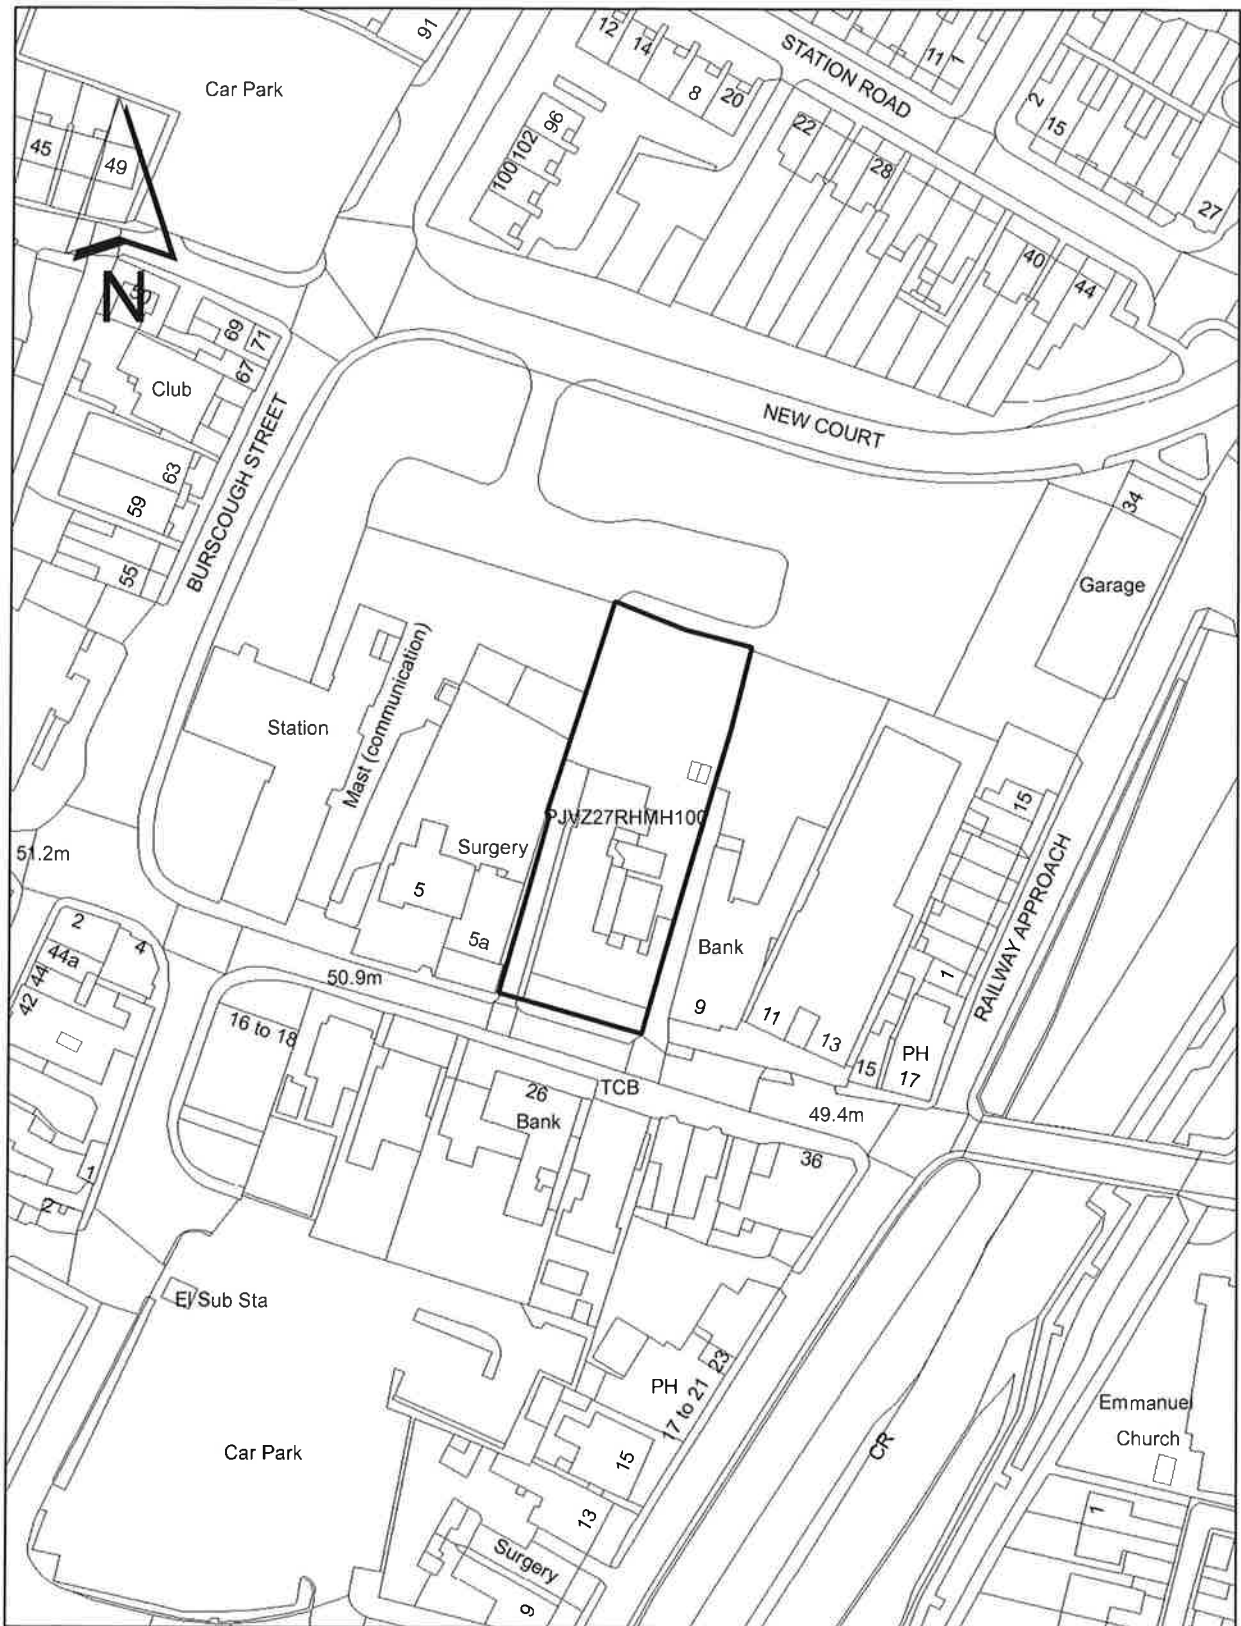 91
Car Park
12
14
8
20
STATION ROAD
11
1
2
15
27
45
49
96
102
100
22
28
40
44
N
50
69
71
67
Club
63
59
55
BURSCOUGH STREET
NEW COURT
34
Garage
Station
Mast (communication)
Surgery
5
5a
PJVZ27RHMH100
Bank
9
11
13
15
PH
17
15
1
RAILWAY APPROACH
51.2m
2
4
44a
44
42
50.9m
16 to 18
26
Bank
TCB
49.4m
36
1
2
El Sub Sta
Car Park
PH
17 to 21
23
15
13
Surgery
9
CR
Emmanuel
Church
1